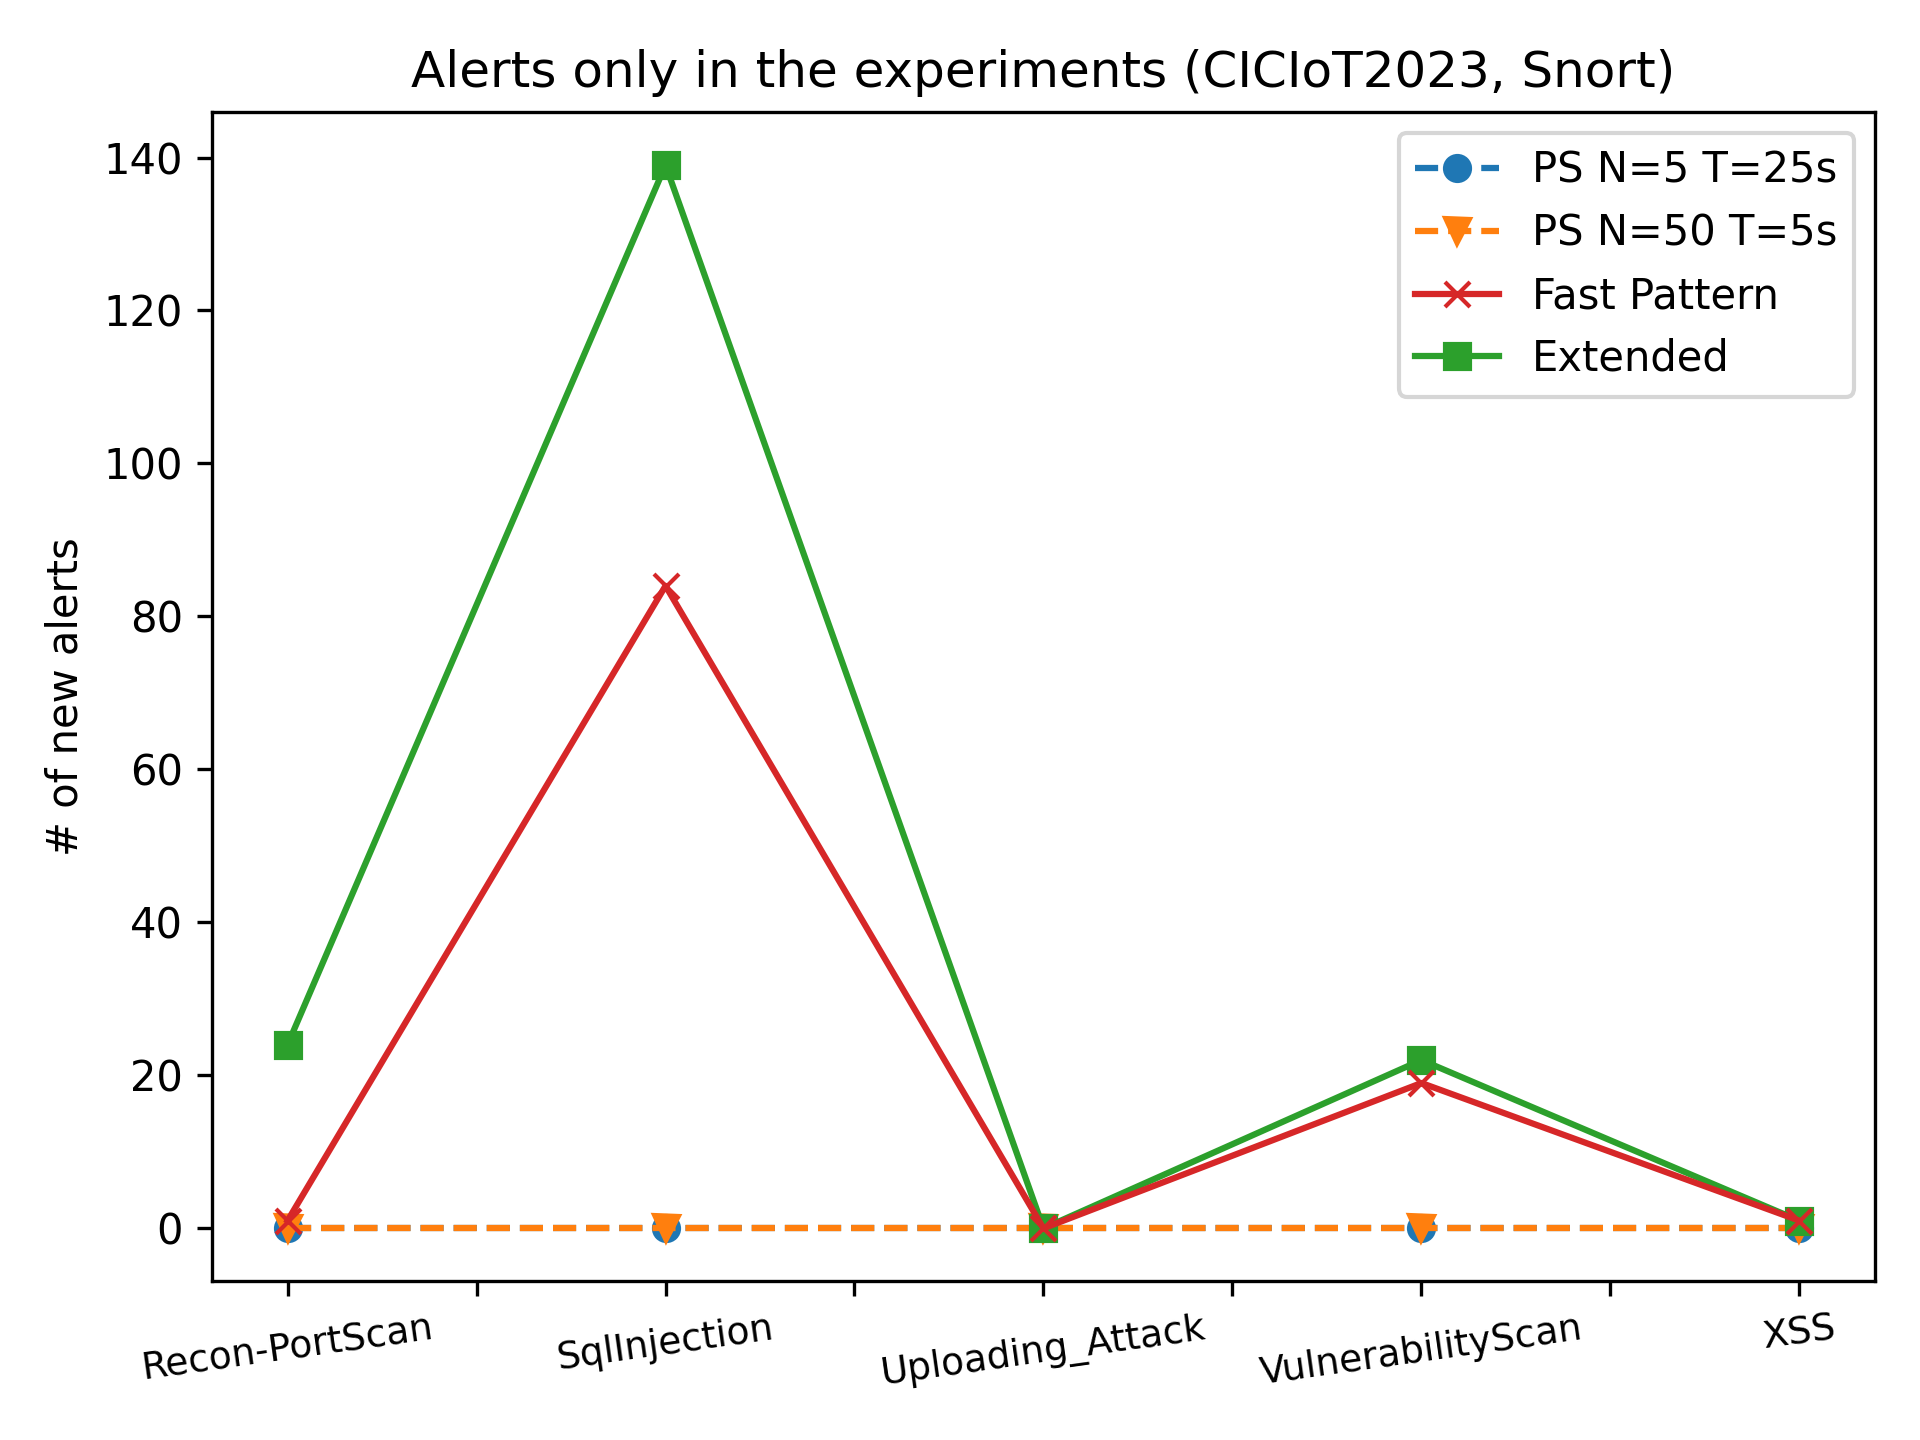 Alerts only in the experiments (CICIoT2023, Snort)
PS N=5 T=25s
PS N=50 T=5s
Fast Pattern
Extended
# of new alerts
140
120
100
80
60
40
20
0
Recon-PortScan
SqlInjection
Uploading_Attack
VulnerabilityScan
XSS